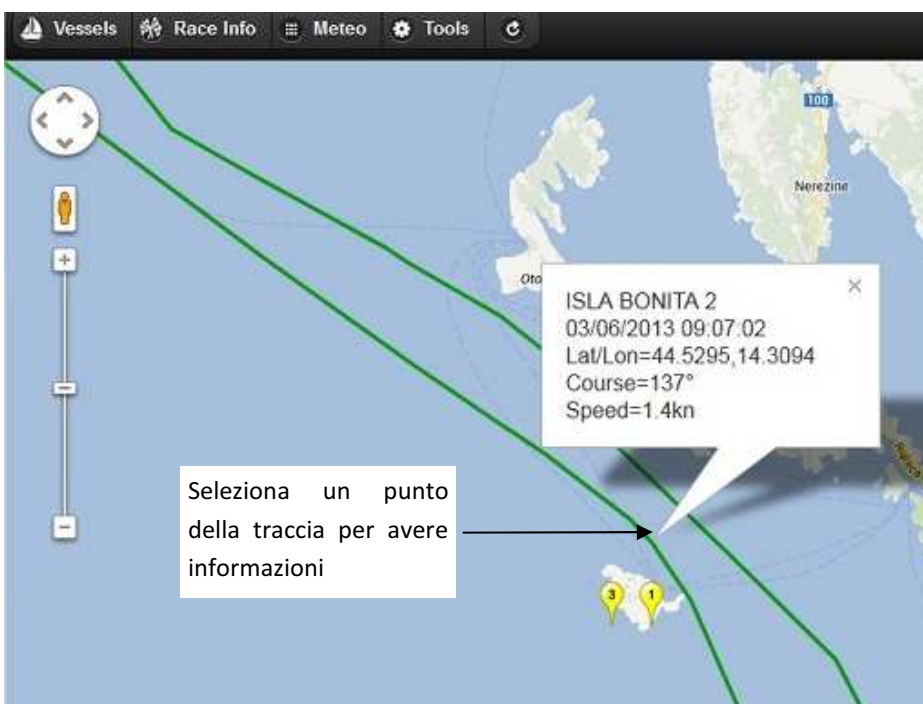 Vessels Race Info Meteo Tools
100
Nerezine
Oto
ISLA BONITA 2
03/06/2013 09:07:02
Lat/Lon=44.5295,14.3094
Course=137°
Speed=1.4kn
Seleziona un punto
della traccia per avere
informazioni
3 1